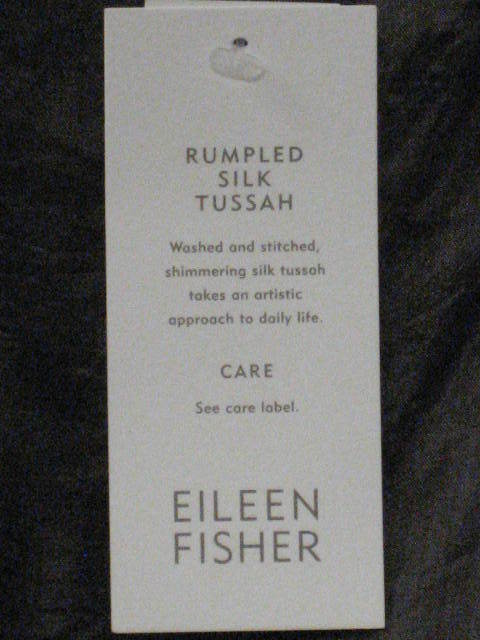 RUMPLED
SILK
TUSSAH
Washed and stitched,
shimmering silk tussah
takes an artistic
approach to daily life.
CARE
See care label.
EILEEN
FISHER